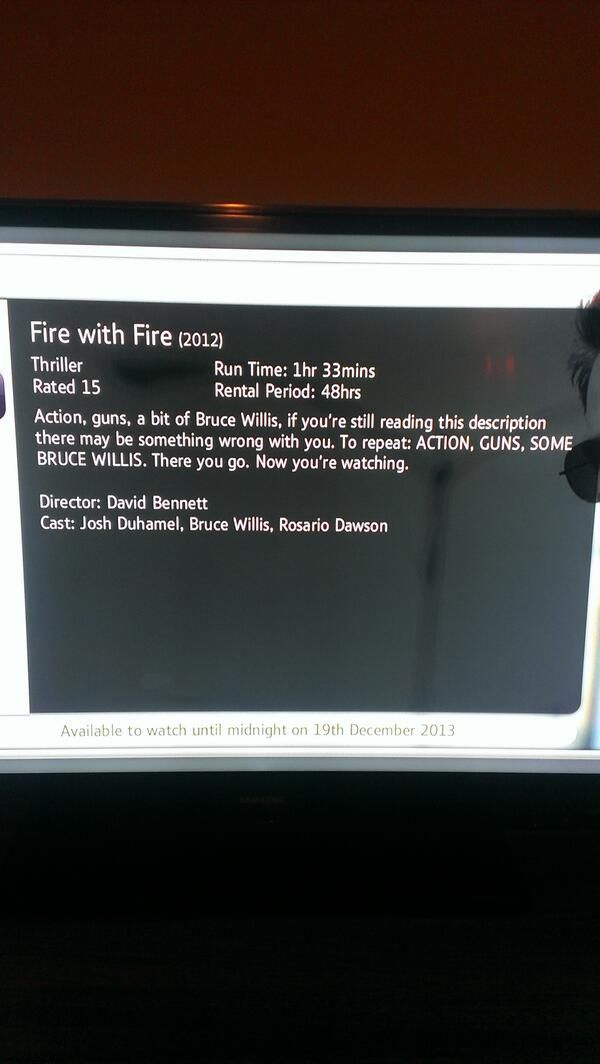 Fire with Fire (2012)
Thriller
Run Time: 1hr 33mins
Rated 15
Rental Period: 48hrs
Action, guns, a bit of Bruce Willis, if you're still reading this description
there may be something wrong with you. To repeat: ACTION, GUNS, SOME
BRUCE WILLIS. There you go. Now you're watching.
Director: David Bennett
Cast: Josh Duhamel, Bruce Willis, Rosario Dawson
Available to watch until midnight on 19th December 2013
SAMSUNG